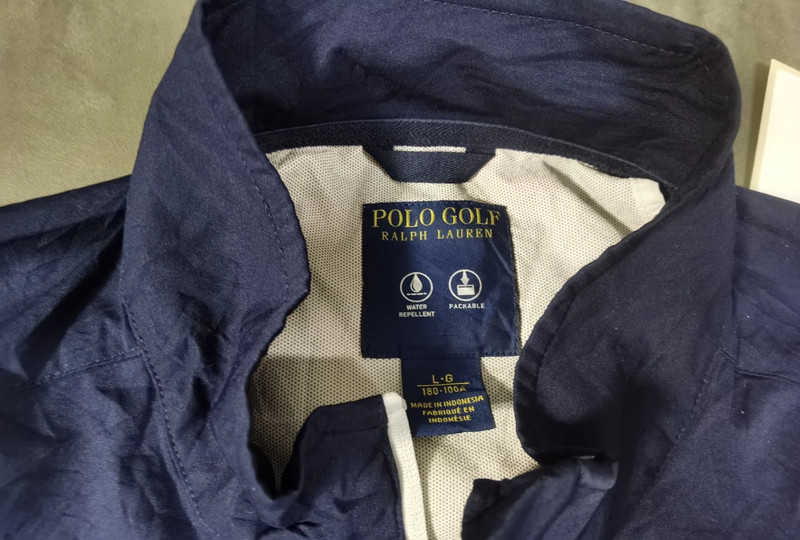 POLO GOLF
RALPH LAUREN
WATER
REPELLENT
PACKABLE
L·G
180·100A
MADE IN INDONESIA
FABRIQUÉ EN
INDONÉSIE